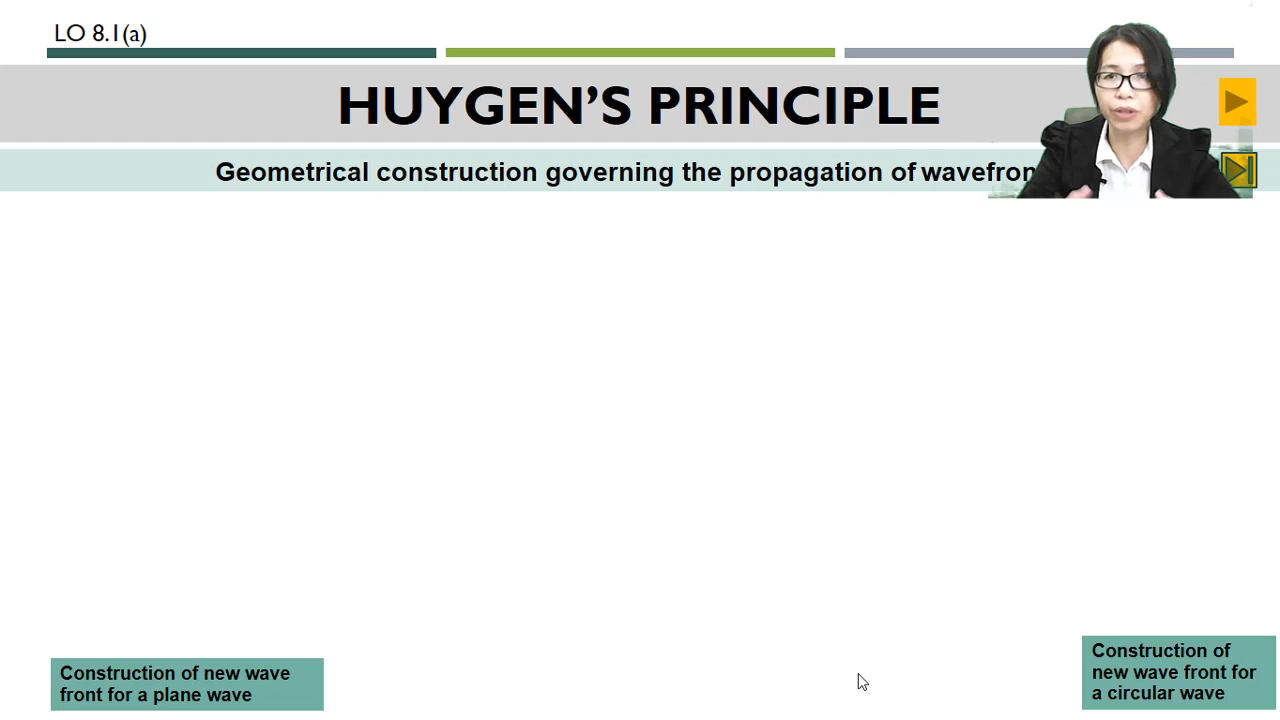 LO 8.1(a)
HUYGEN'S PRINCIPLE
Geometrical construction governing the propagation of wavefron
Construction of new wave
front for a plane wave
Construction of
new wave front for
a circular wave